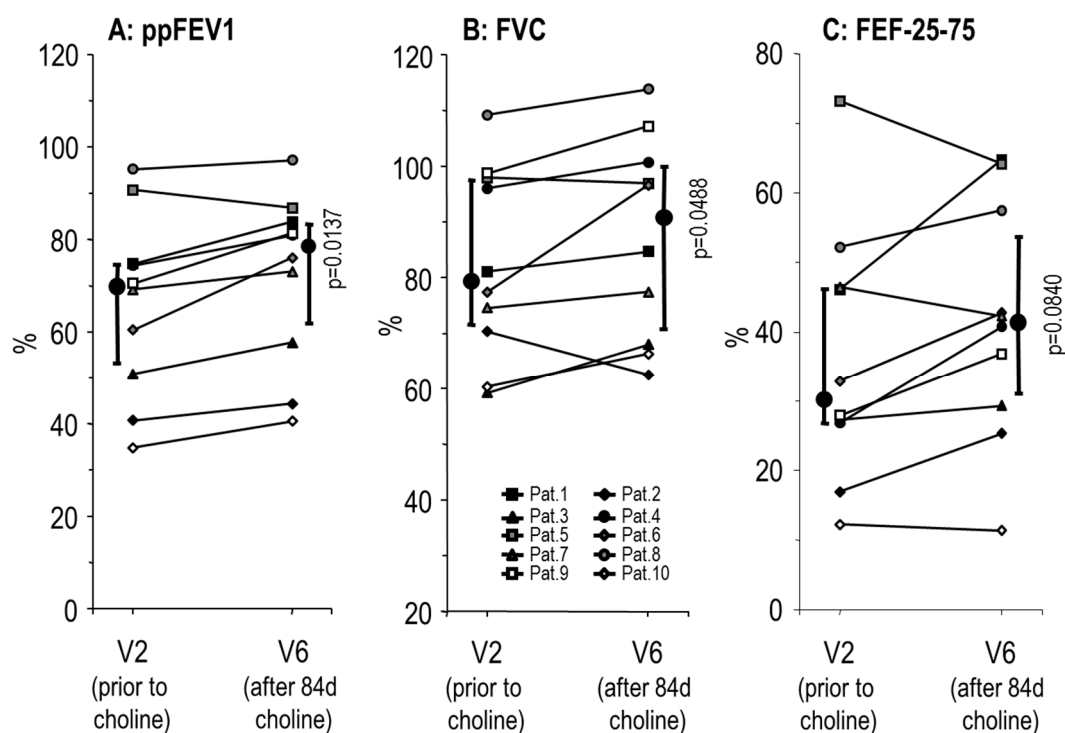 A: ppFEV1
120
100
80
60
40
20
0
%
p=0.0137
V2
(prior to
choline)
V6
(after 84d
choline)
B: FVC
120
100
80
60
40
20
%
p=0.0488
Pat.1
Pat.2
Pat.3
Pat.4
Pat.5
Pat.6
Pat.7
Pat.8
Pat.9
Pat.10
V2
(prior to
choline)
V6
(after 84d
choline)
C: FEF-25-75
80
60
40
20
0
%
p=0.0840
V2
(prior to
choline)
V6
(after 84d
choline)